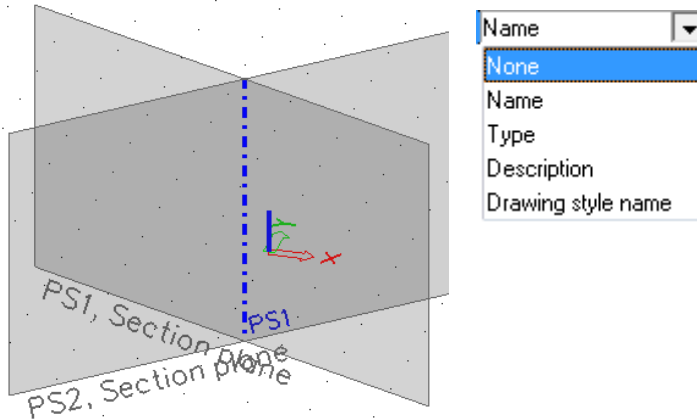 Name
None
Name
Type
Description
Drawing style name
Y
X
PS1
PS1, Section plane
PS2, Section plane